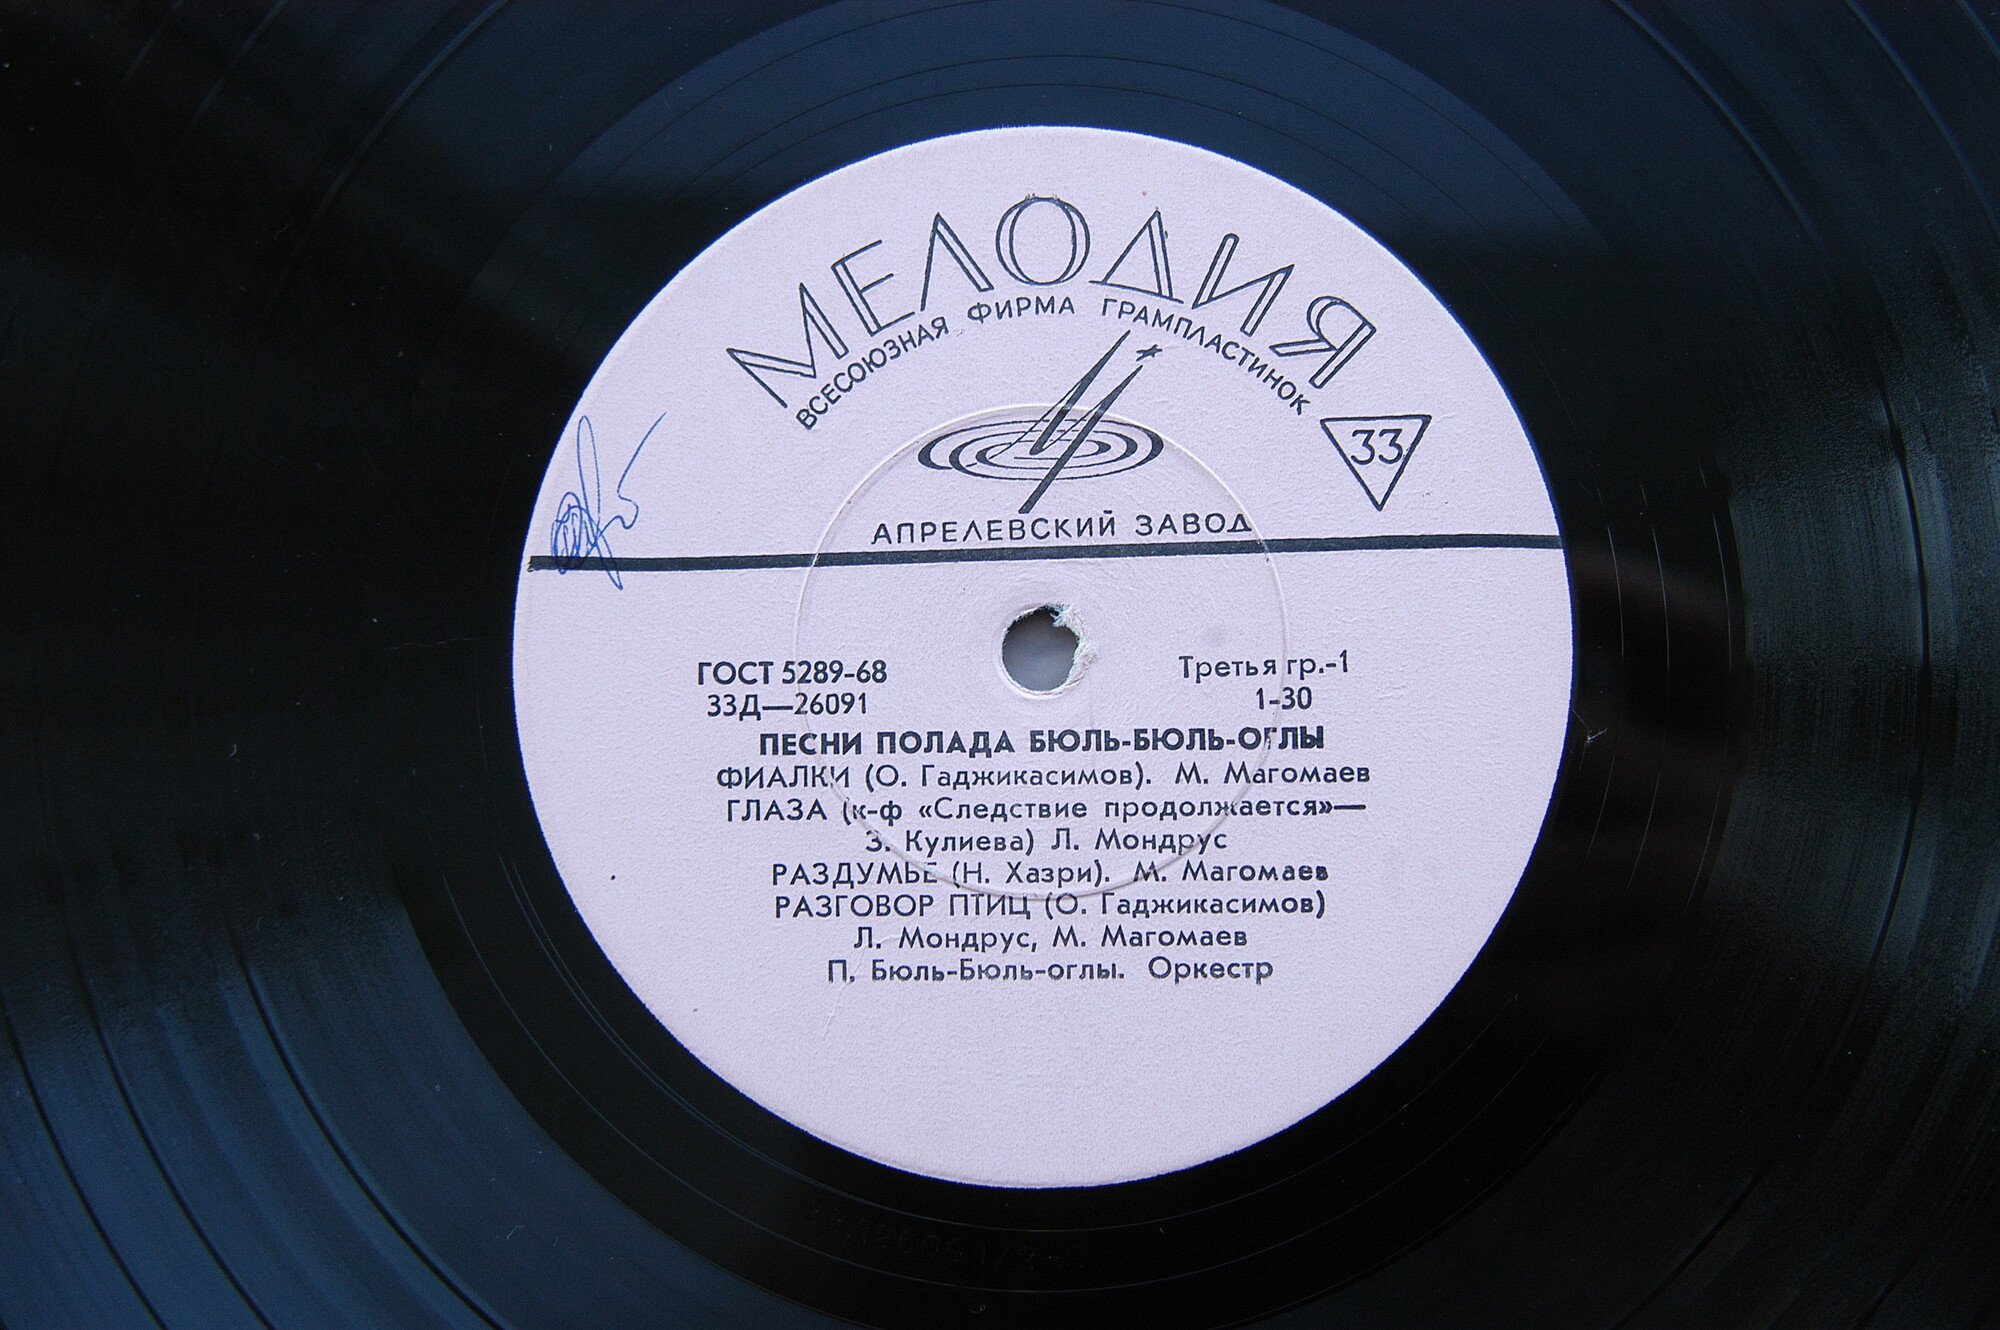 МЕЛОДИЯ
ВСЕСОЮЗНАЯ ФИРМА ГРАМПЛАСТИНОК
33
АПРЕЛЕВСКИЙ ЗАВОД
ГОСТ 5289-68 Третья гр.-1
33Д—26091 1-30
ПЕСНИ ПОЛАДА БЮЛЬ-БЮЛЬ-ОГЛЫ
ФИАЛКИ (О. Гаджикасимов). М. Магомаев
ГЛАЗА (к-ф «Следствие продолжается»—
З. Кулиева) Л. Мондрус
РАЗДУМЬЕ (Н. Хазри). М. Магомаев
РАЗГОВОР ПТИЦ (О. Гаджикасимов)
Л. Мондрус, М. Магомаев
П. Бюль-Бюль-оглы. Оркестр